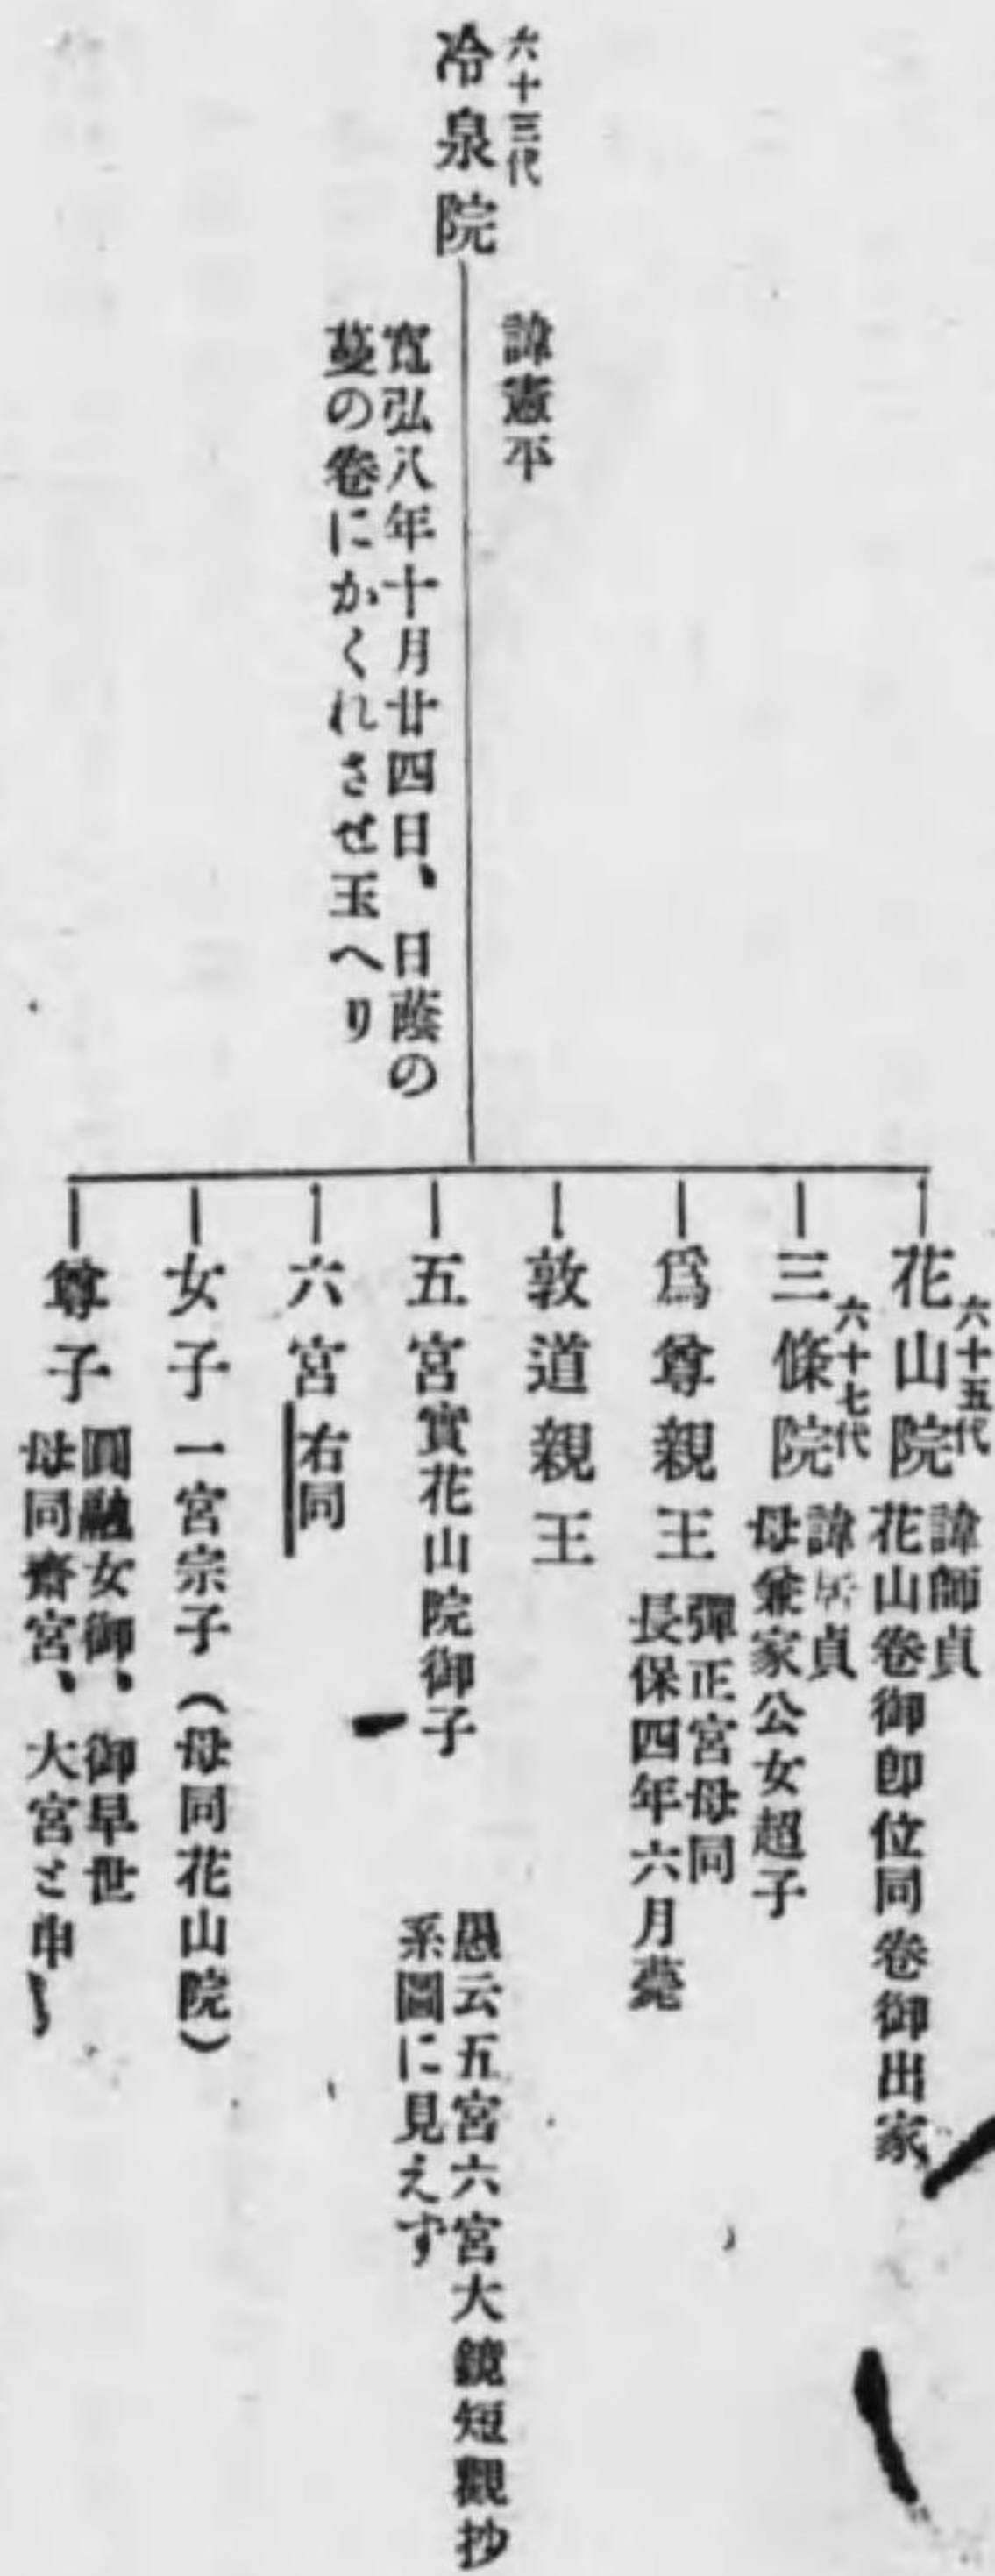 六十三代
冷泉院
諱憲平
寬弘八年十月廿四日、日蔭の
蔓の卷にかくれさせ玉へり
六十五代
花山院
諱師貞
花山卷御卽位同卷御出家
六十七代
三條院
諱居貞
母兼家公女超子
爲尊親王
彈正宮母同
長保四年六月薨
敦道親王
五宮
實花山院御子
愚云五宮六宮大鏡短觀抄
系圖に見えず
六宮
右同
女子
一宮宗子(母同花山院)
尊子
圓融女御、御早世
母同齋宮、大宮と申